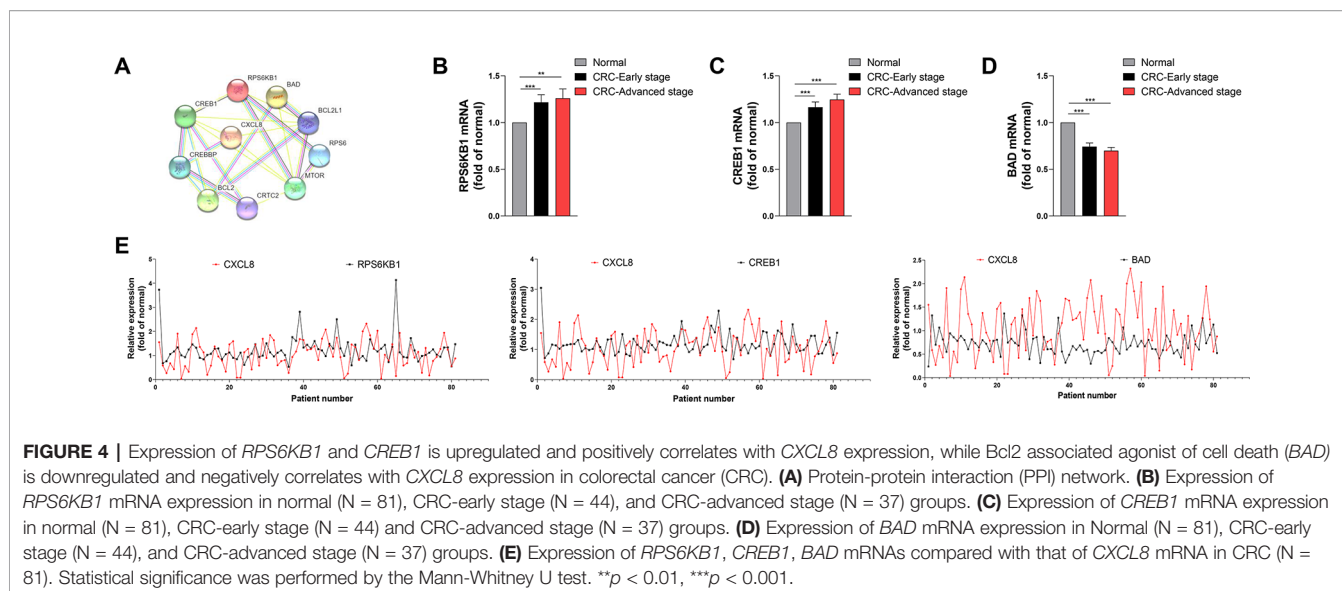 A
RPS6KB1
BAD
CREB1
BCL2L1
CXCL8
RPS6
CREBBP
MTOR
BCL2
CRTC2
B
Normal
CRC-Early stage
CRC-Advanced stage
RPS6KB1 mRNA
(fold of normal)
1.5
1.0
0.5
0.0
**
***
C
Normal
CRC-Early stage
CRC-Advanced stage
CREB1 mRNA
(fold of normal)
1.5
1.0
0.5
0.0
***
***
D
Normal
CRC-Early stage
CRC-Advanced stage
BAD mRNA
(fold of normal)
1.5
1.0
0.5
0.0
***
***
E
CXCL8
RPS6KB1
Relative expression
(fold of normal)
5
4
3
2
1
0
0 20 40 60 80 100
Patient number
CXCL8
CREB1
Relative expression
(fold of normal)
4
3
2
1
0
0 20 40 60 80 100
Patient number
CXCL8
BAD
Relative expression
(fold of normal)
2.5
2.0
1.5
1.0
0.5
0.0
0 20 40 60 80 100
Patient number
FIGURE 4 | Expression of RPS6KB1 and CREB1 is upregulated and positively correlates with CXCL8 expression, while Bcl2 associated agonist of cell death (BAD)
is downregulated and negatively correlates with CXCL8 expression in colorectal cancer (CRC). (A) Protein-protein interaction (PPI) network. (B) Expression of
RPS6KB1 mRNA expression in normal (N = 81), CRC-early stage (N = 44), and CRC-advanced stage (N = 37) groups. (C) Expression of CREB1 mRNA expression
in normal (N = 81), CRC-early stage (N = 44) and CRC-advanced stage (N = 37) groups. (D) Expression of BAD mRNA expression in Normal (N = 81), CRC-early
stage (N = 44), and CRC-advanced stage (N = 37) groups. (E) Expression of RPS6KB1, CREB1, BAD mRNAs compared with that of CXCL8 mRNA in CRC (N =
81). Statistical significance was performed by the Mann-Whitney U test. **p < 0.01, ***p < 0.001.